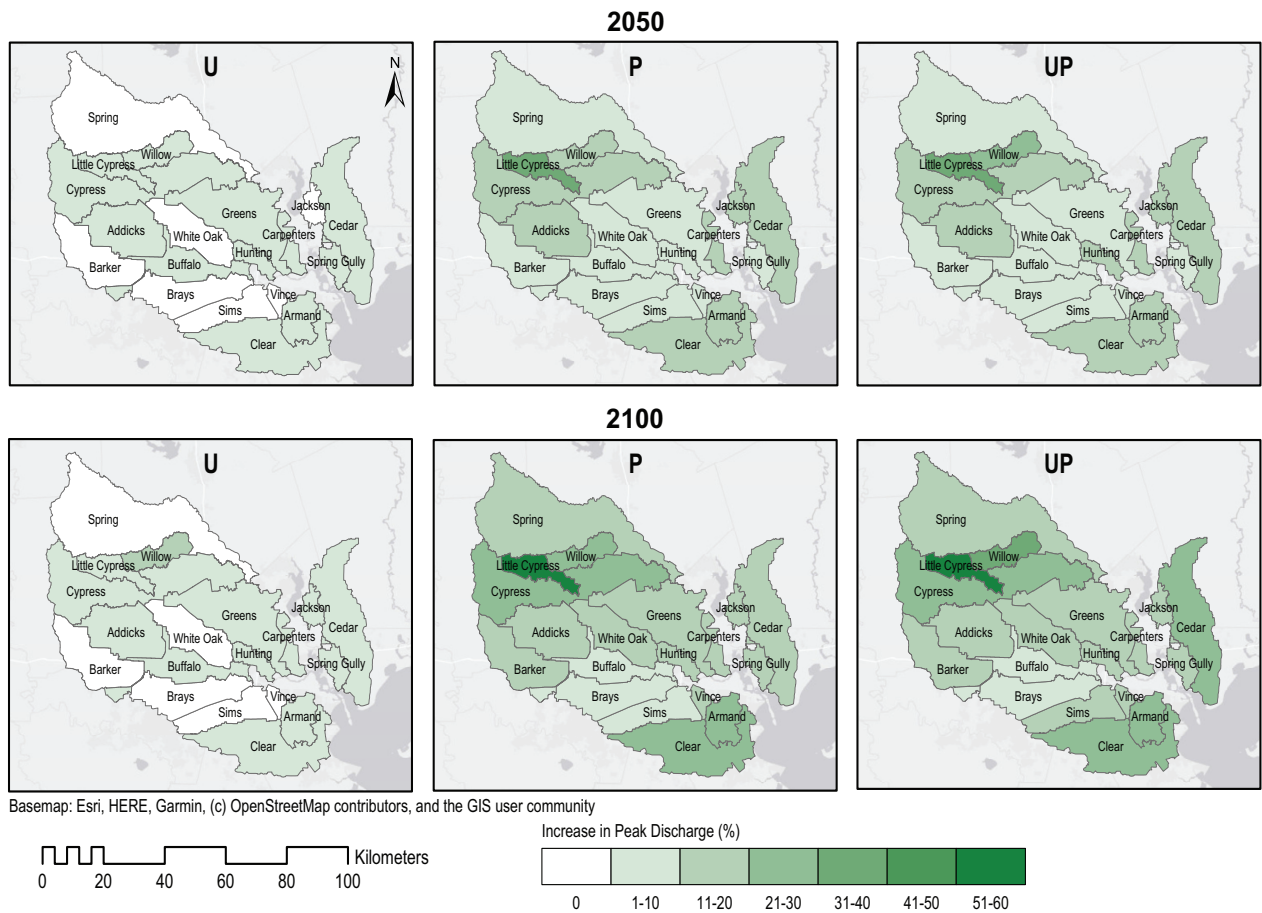 2050
U
N
Spring
Willow
Little Cypress
Cypress
Jackson
Greens
Cedar
Addicks
White Oak
Carpenters
Hunting
Barker
Buffalo
Spring Gully
Brays
Vince
Sims
Armand
Clear
P
Spring
Willow
Little Cypress
Cypress
Jackson
Greens
Cedar
Addicks
White Oak
Carpenters
Hunting
Barker
Buffalo
Spring Gully
Brays
Vince
Sims
Armand
Clear
UP
Spring
Willow
Little Cypress
Cypress
Jackson
Greens
Cedar
Addicks
White Oak
Carpenters
Hunting
Barker
Buffalo
Spring Gully
Brays
Vince
Sims
Armand
Clear
2100
U
Spring
Willow
Little Cypress
Cypress
Jackson
Greens
Cedar
Addicks
White Oak
Carpenters
Hunting
Barker
Buffalo
Spring Gully
Brays
Vince
Sims
Armand
Clear
P
Spring
Willow
Little Cypress
Cypress
Jackson
Greens
Cedar
Addicks
White Oak
Carpenters
Hunting
Barker
Buffalo
Spring Gully
Brays
Vince
Sims
Armand
Clear
UP
Spring
Willow
Little Cypress
Cypress
Jackson
Greens
Cedar
Addicks
White Oak
Carpenters
Hunting
Barker
Buffalo
Spring Gully
Brays
Vince
Sims
Armand
Clear
Basemap: Esri, HERE, Garmin, (c) OpenStreetMap contributors, and the GIS user community
Kilometers
0 20 40 60 80 100
Increase in Peak Discharge (%)
0 1-10 11-20 21-30 31-40 41-50 51-60